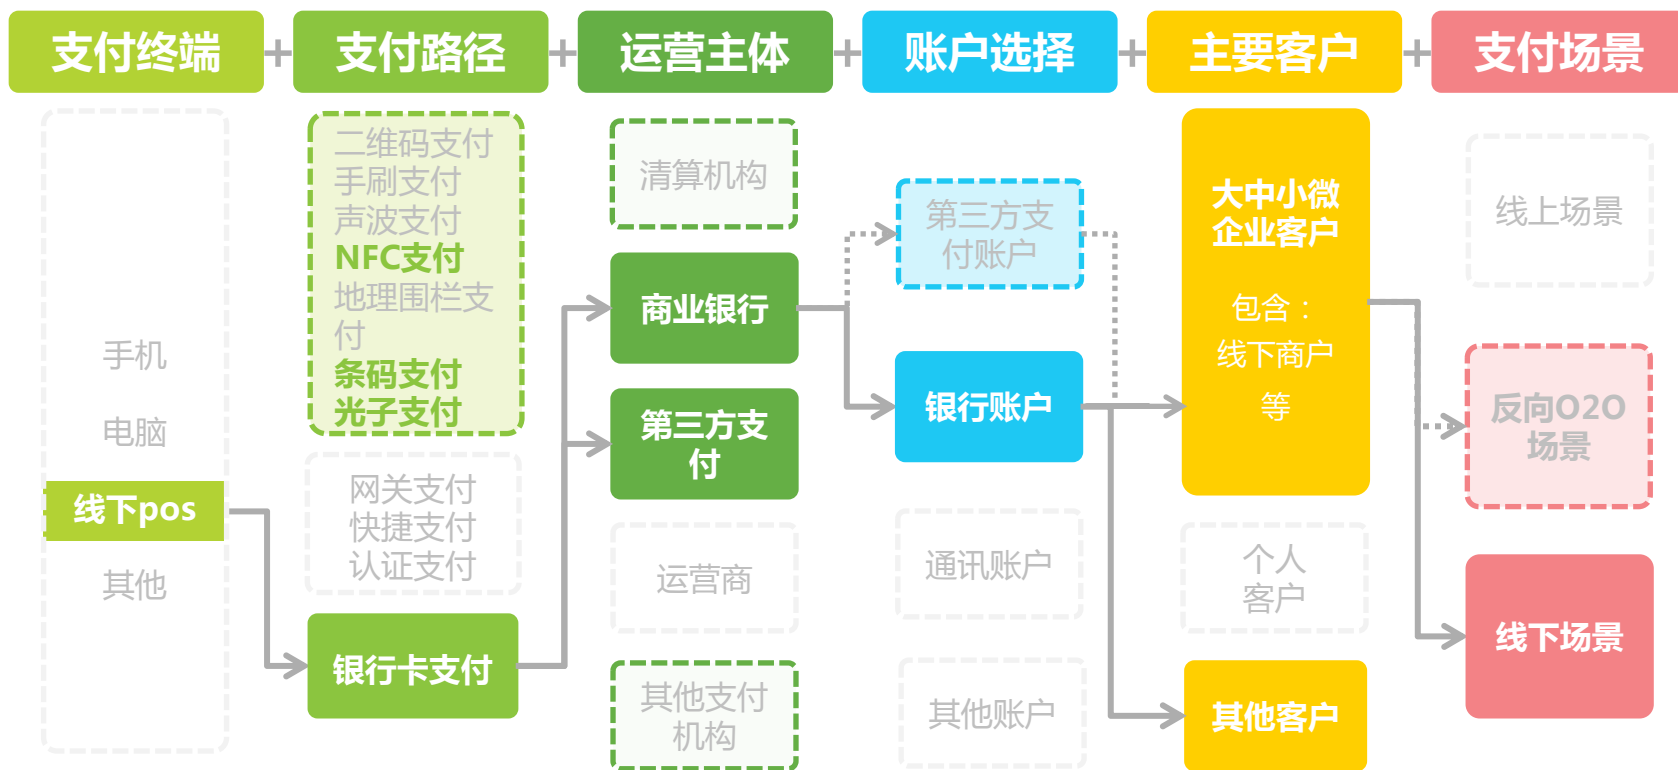 支付终端
支付路径
运营主体
账户选择
主要客户
支付场景
手机
电脑
线下pos
其他
二维码支付
手刷支付
声波支付
NFC支付
地理围栏支
付
条码支付
光子支付
网关支付
快捷支付
认证支付
银行卡支付
清算机构
商业银行
第三方支
付
运营商
其他支付
机构
第三方支
付账户
银行账户
通讯账户
其他账户
大中小微
企业客户
包含：
线下商户
等
个人
客户
其他客户
线上场景
反向O2O
场景
线下场景